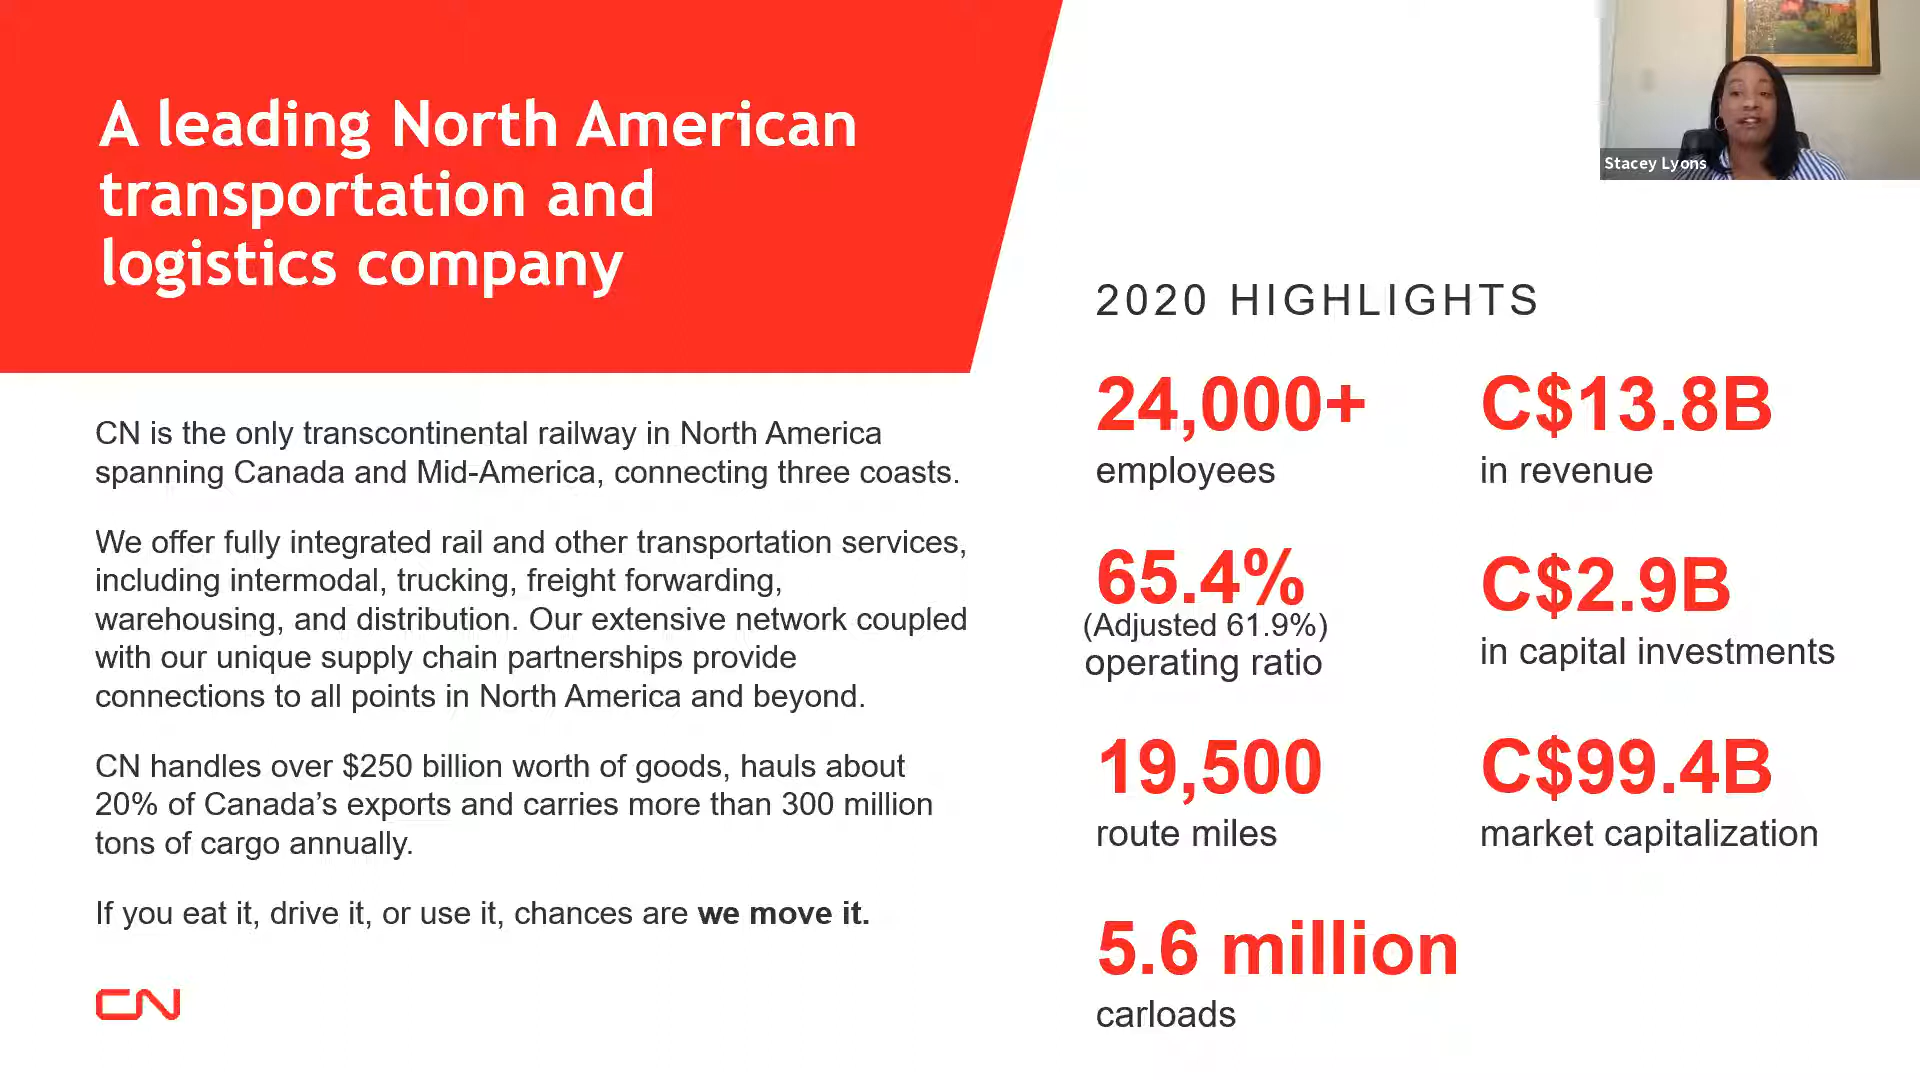 A leading North American
transportation and
logistics company
Stacey Lyons
CN is the only transcontinental railway in North America
spanning Canada and Mid-America, connecting three coasts.
We offer fully integrated rail and other transportation services,
including intermodal, trucking, freight forwarding,
warehousing, and distribution. Our extensive network coupled
with our unique supply chain partnerships provide
connections to all points in North America and beyond.
CN handles over $250 billion worth of goods, hauls about
20% of Canada’s exports and carries more than 300 million
tons of cargo annually.
If you eat it, drive it, or use it, chances are we move it.
CN
2020 HIGHLIGHTS
24,000+
employees
C$13.8B
in revenue
65.4%
(Adjusted 61.9%)
operating ratio
C$2.9B
in capital investments
19,500
route miles
C$99.4B
market capitalization
5.6 million
carloads